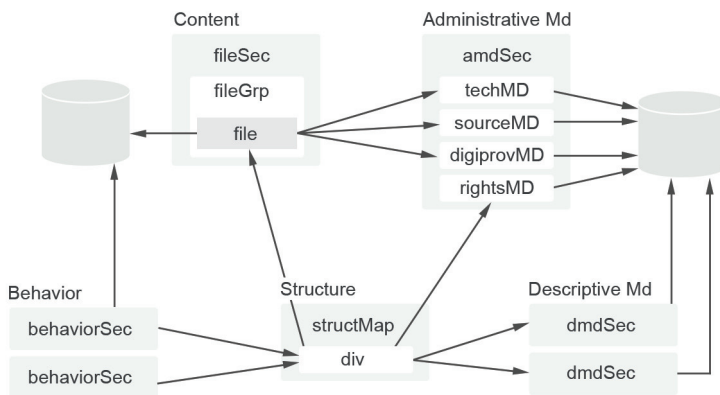 Content
fileSec
fileGrp
file
Administrative Md
amdSec
techMD
sourceMD
digiprovMD
rightsMD
Behavior
behaviorSec
behaviorSec
Structure
structMap
div
Descriptive Md
dmdSec
dmdSec